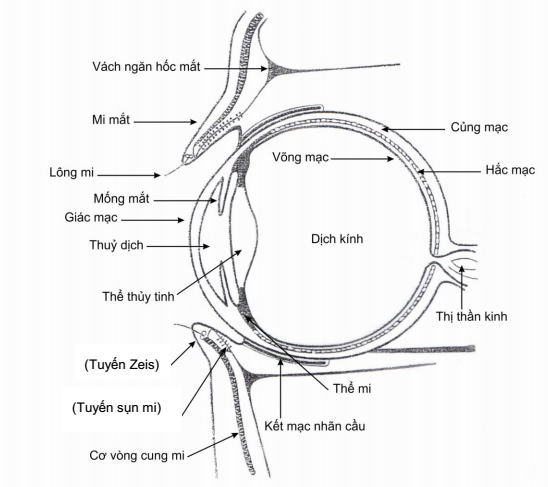 Vách ngăn hốc mắt
Mi mắt
Củng mạc
Võng mạc
Hắc mạc
Lông mi
Mống mắt
Giác mạc
Thuỷ dịch
Dịch kính
Thể thủy tinh
Thị thần kinh
(Tuyến Zeis)
Thể mi
(Tuyến sụn mi)
Kết mạc nhãn cầu
Cơ vòng cung mi